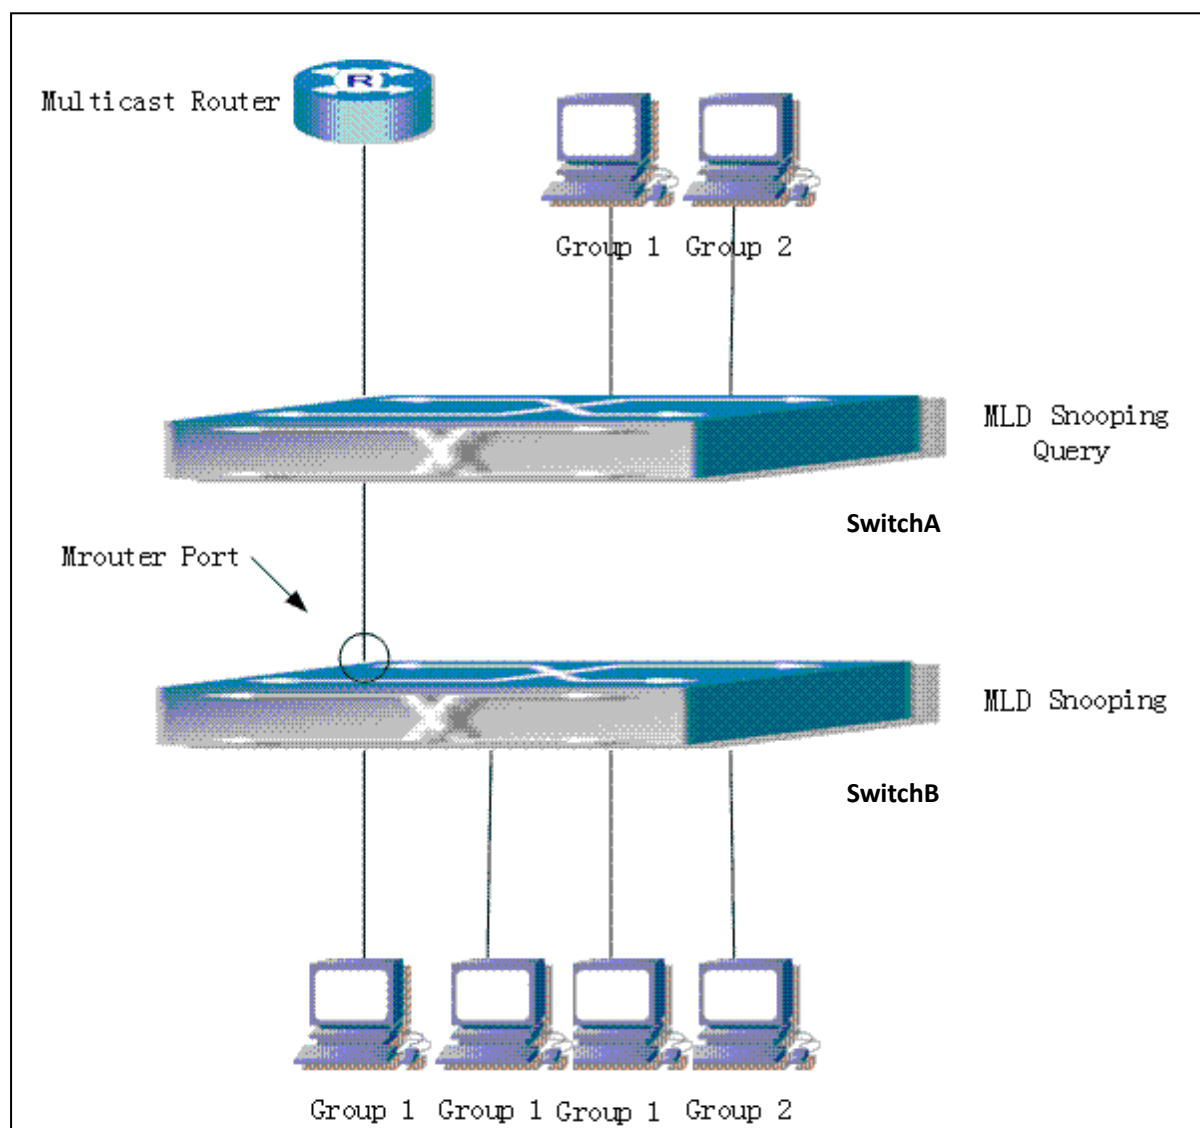 Multicast Router
R
Group 1 Group 2
MLD Snooping
Query
SwitchA
Mrouter Port
MLD Snooping
SwitchB
Group 1 Group 1 Group 1 Group 2